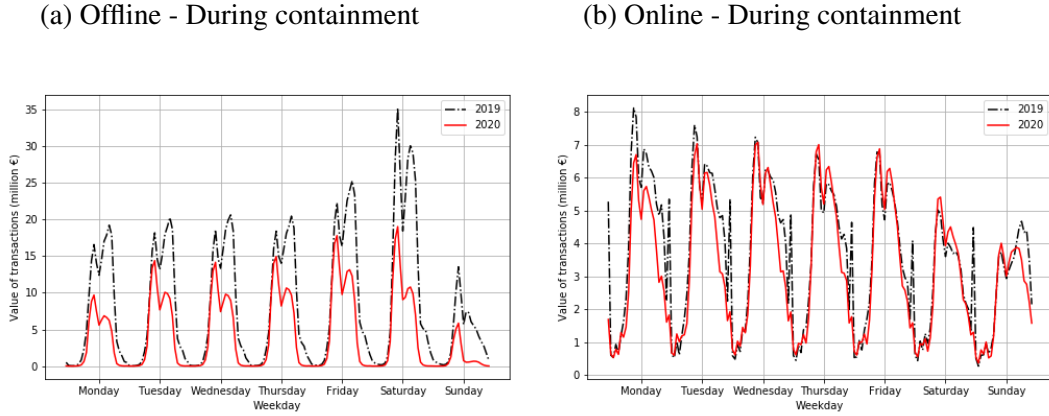 (a) Offline - During containment
(b) Online - During containment
35
30
25
20
15
10
5
0
Value of transactions (million €)
2019
2020
Monday Tuesday Wednesday Thursday Friday Saturday Sunday
Weekday
8
7
6
5
4
3
2
1
0
Value of transactions (million €)
2019
2020
Monday Tuesday Wednesday Thursday Friday Saturday Sunday
Weekday